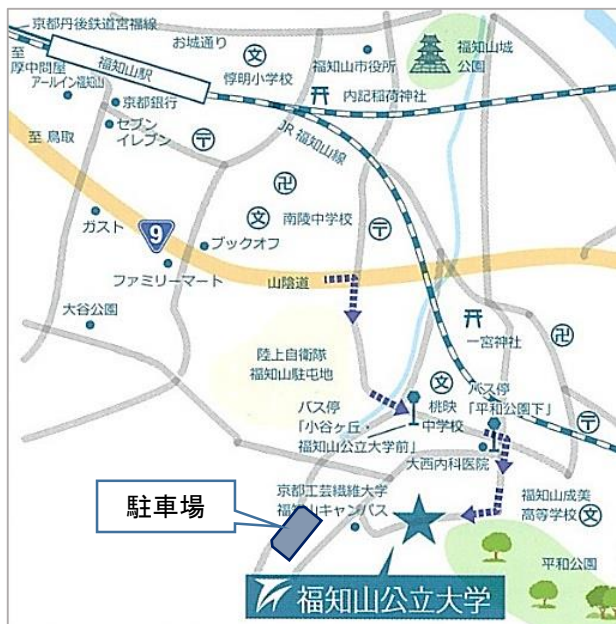 京都丹後鉄道宮福線
至
厚中問屋
お城通り
福知山駅
惇明小学校
福知山市役所
福知山城
公園
アールイン福知山
京都銀行
セブン
イレブン
内記稲荷神社
JR 福知山線
至 鳥取
南陵中学校
ガスト
9
ブックオフ
ファミリーマート
山陰道
大谷公園
一宮神社
陸上自衛隊
福知山駐屯地
バス停
「小谷ヶ丘・
福知山公立大学前」
桃映
中学校
バス停
「平和公園下」
大西内科医院
京都工芸繊維大学
福知山キャンパス
福知山成美
高等学校
駐車場
平和公園
福知山公立大学